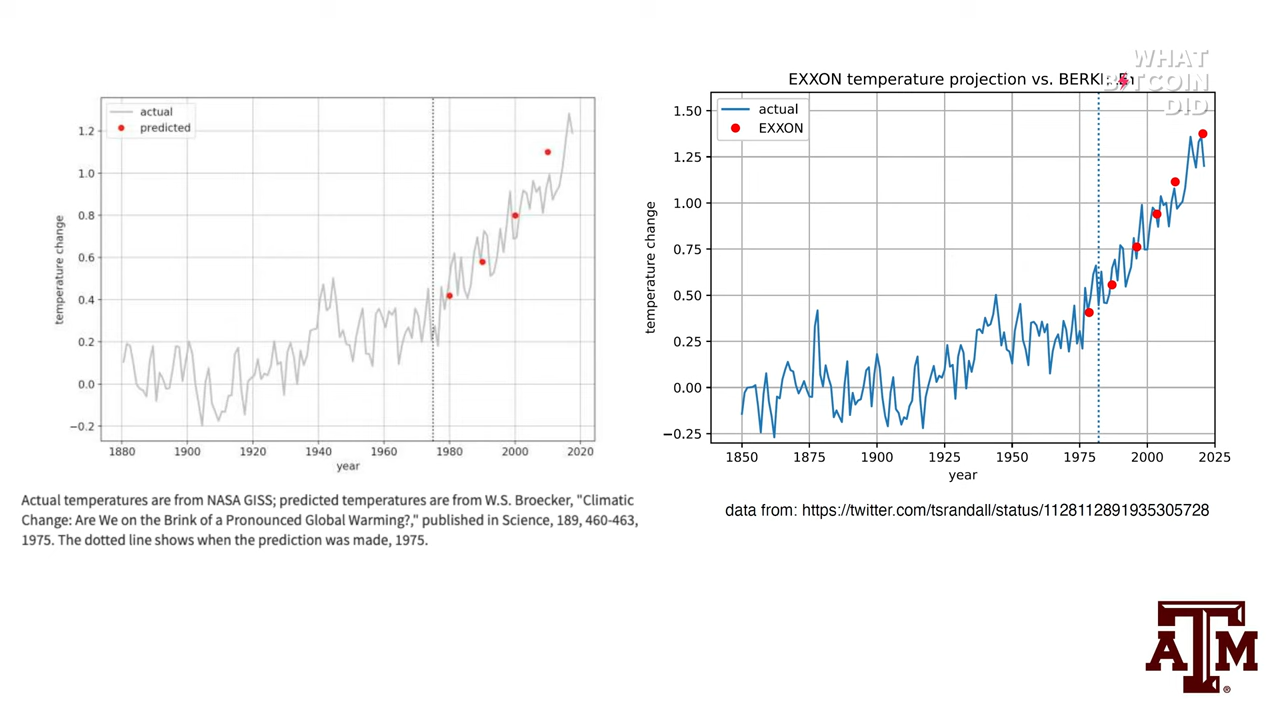 WHAT
BITCOIN
DID
actual
predicted
1.2
1.0
0.8
0.6
0.4
0.2
0.0
−0.2
temperature change
1880 1900 1920 1940 1960 1980 2000 2020
year
Actual temperatures are from NASA GISS; predicted temperatures are from W.S. Broecker, "Climatic
Change: Are We on the Brink of a Pronounced Global Warming?," published in Science, 189, 460-463,
1975. The dotted line shows when the prediction was made, 1975.
EXXON temperature projection vs.
actual
EXXON
1.50
1.25
1.00
0.75
0.50
0.25
0.00
−0.25
temperature change
1850 1875 1900 1925 1950 1975 2000 2025
year
data from: https://twitter.com/tsrandall/status/1128112891935305728
ATM
®